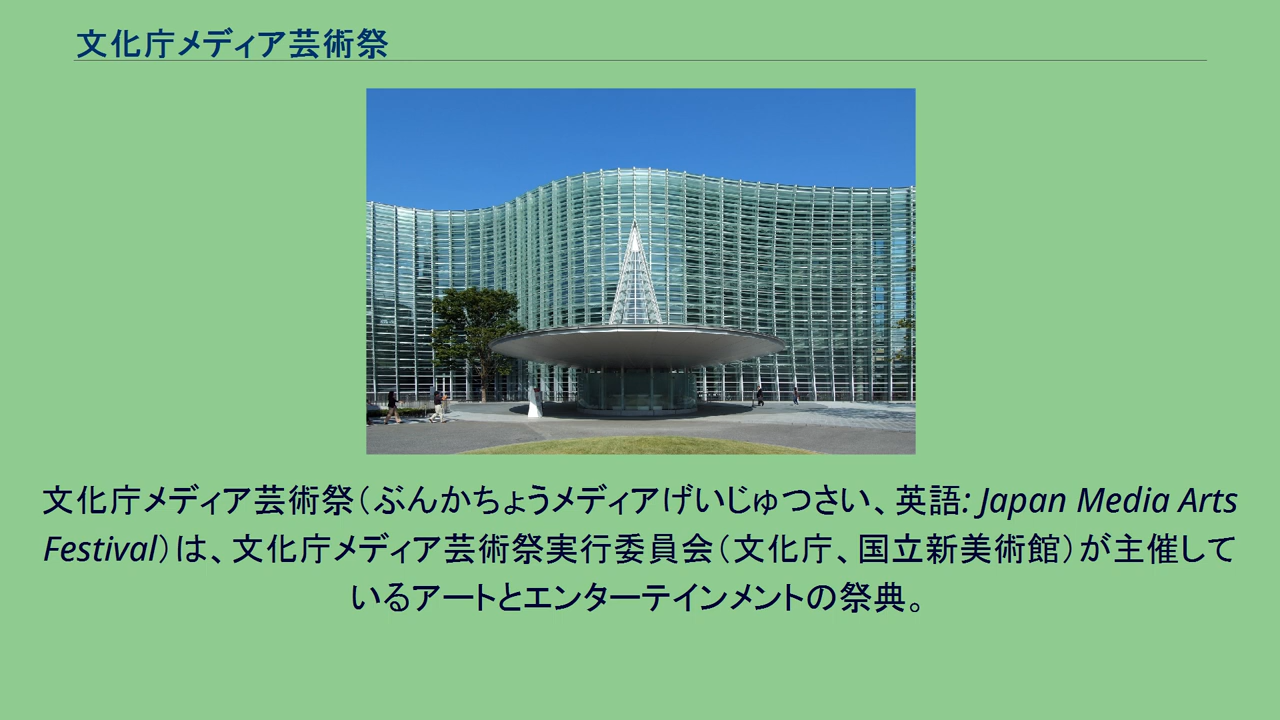 文化庁メディア芸術祭
文化庁メディア芸術祭（ぶんかちょうメディアげいじゅつさい、英語: Japan Media Arts
Festival）は、文化庁メディア芸術祭実行委員会（文化庁、国立新美術館）が主催して
いるアートとエンターテインメントの祭典。